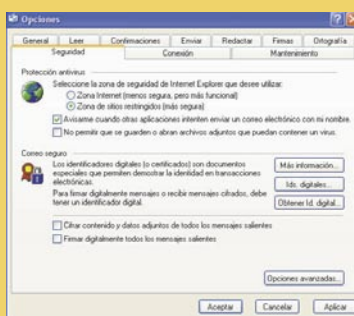 Opciones
General Leer Confirmaciones Enviar Redactar Firmas Ortografía
Seguridad Conexión Mantenimiento
Protección antivirus
Seleccione la zona de seguridad de Internet Explorer que desee utilizar.
Zona Internet (menos segura, pero más funcional)
Zona de sitios restringidos (más segura)
Avisarme cuando otras aplicaciones intenten enviar un correo electrónico con mi nombre.
No permitir que se guarden o abran archivos adjuntos que puedan contener un virus.
Correo seguro
Los identificadores digitales (o certificados) son documentos
especiales que permiten demostrar la identidad en transacciones
electrónicas.
Más información...
Ids. digitales...
Para firmar digitalmente mensajes o recibir mensajes cifrados, debe
tener un identificador digital.
Obtener Id. digital...
Cifrar contenido y datos adjuntos de todos los mensajes salientes
Firmar digitalmente todos los mensajes salientes
Opciones avanzadas...
Aceptar Cancelar Aplicar